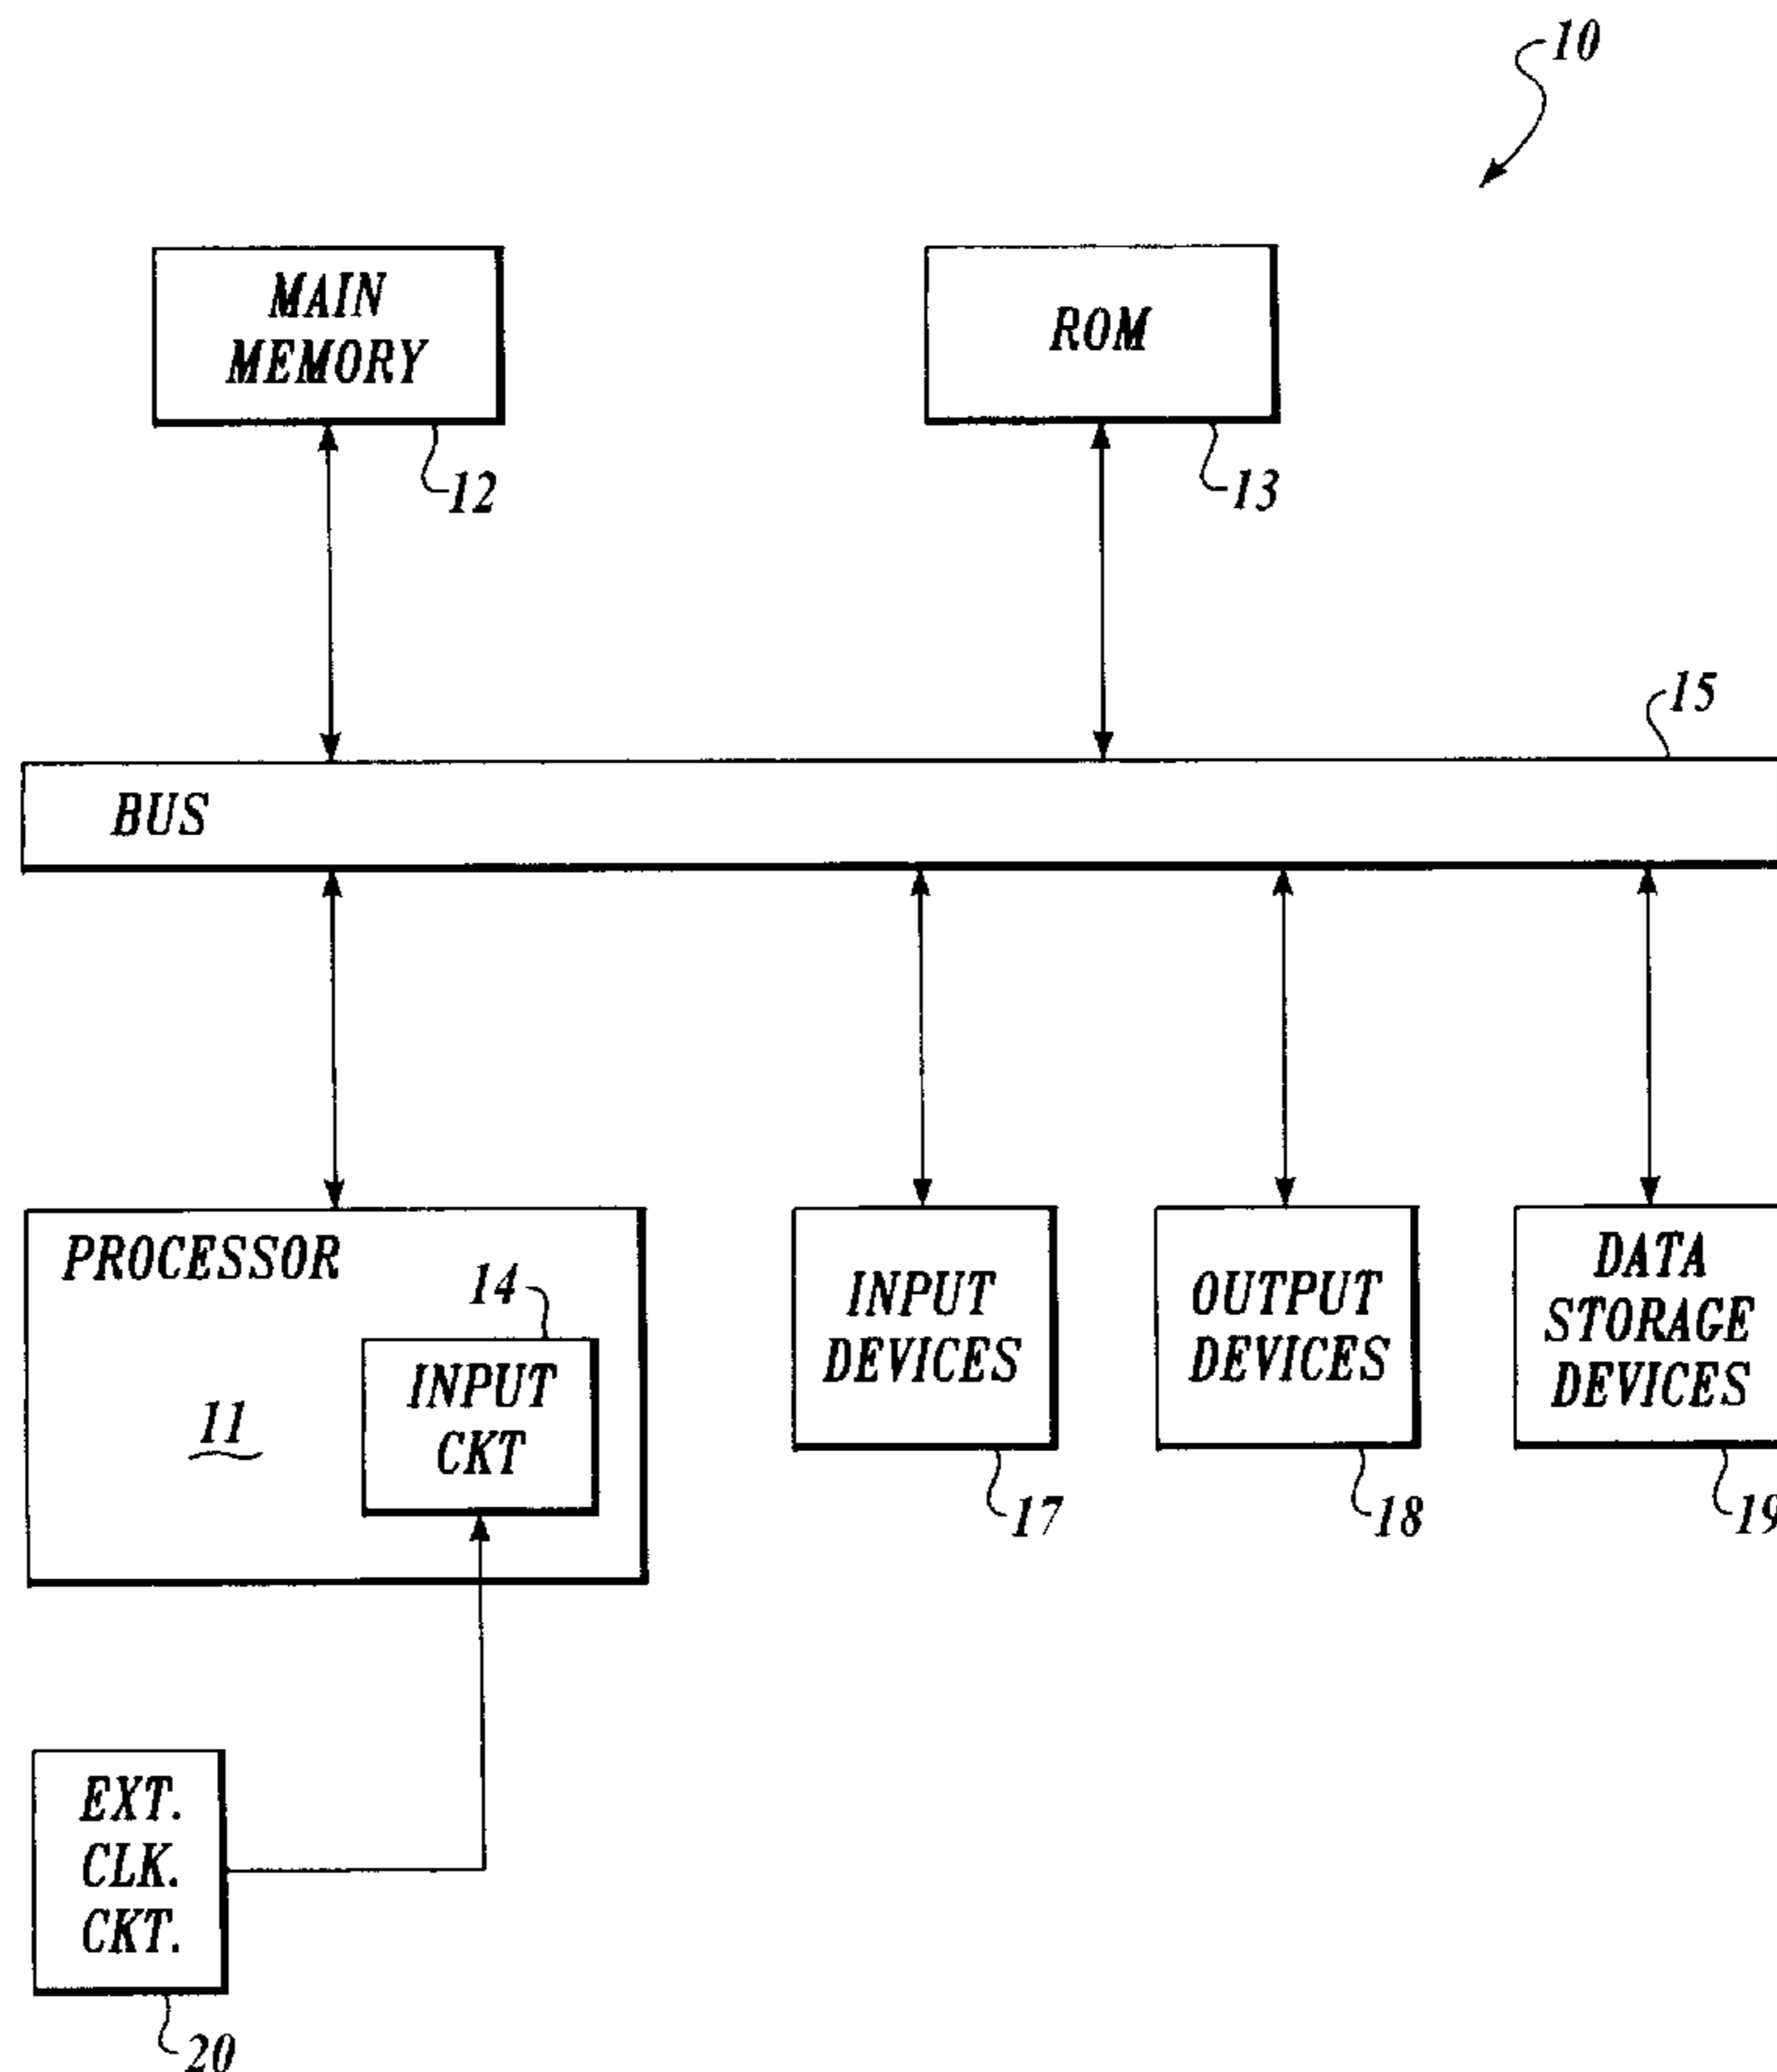 10
MAIN
MEMORY
12
ROM
13
15
BUS
PROCESSOR
11
14
INPUT
CKT
INPUT
DEVICES
17
OUTPUT
DEVICES
18
DATA
STORAGE
DEVICES
19
EXT.
CLK.
CKT.
20